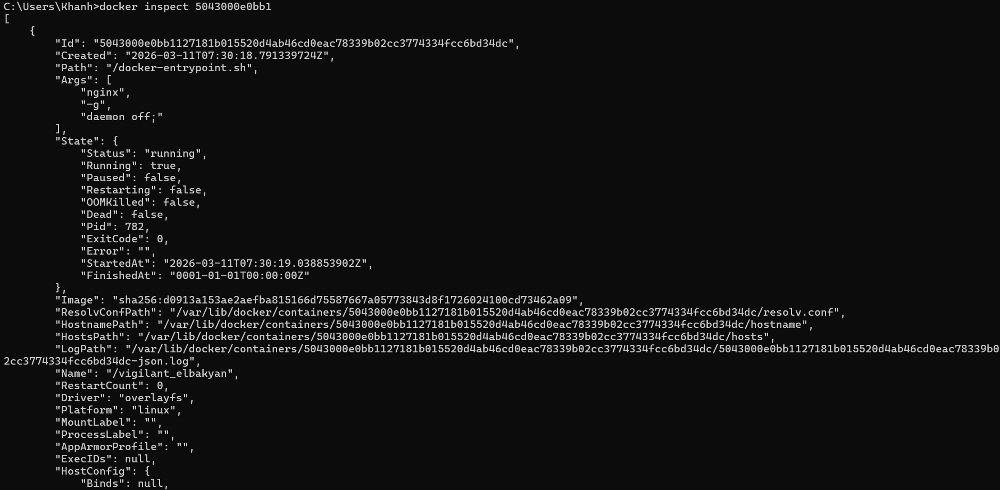 C:\Users\Khanh>docker inspect 5043000e0bb1
[
    {
        "Id": "5043000e0bb1127181b015520d4ab46cd0eac78339b02cc3774334fcc6bd34dc",
        "Created": "2026-03-11T07:30:18.791339724Z",
        "Path": "/docker-entrypoint.sh",
        "Args": [
            "nginx",
            "-g",
            "daemon off;"
        ],
        "State": {
            "Status": "running",
            "Running": true,
            "Paused": false,
            "Restarting": false,
            "OOMKilled": false,
            "Dead": false,
            "Pid": 782,
            "ExitCode": 0,
            "Error": "",
            "StartedAt": "2026-03-11T07:30:19.038853902Z",
            "FinishedAt": "0001-01-01T00:00:00Z"
        },
        "Image": "sha256:d0913a153ae2aefba815166d75587667a05773843d8f1726024100cd73462a09",
        "ResolvConfPath": "/var/lib/docker/containers/5043000e0bb1127181b015520d4ab46cd0eac78339b02cc3774334fcc6bd34dc/resolv.conf",
        "HostnamePath": "/var/lib/docker/containers/5043000e0bb1127181b015520d4ab46cd0eac78339b02cc3774334fcc6bd34dc/hostname",
        "HostsPath": "/var/lib/docker/containers/5043000e0bb1127181b015520d4ab46cd0eac78339b02cc3774334fcc6bd34dc/hosts",
        "LogPath": "/var/lib/docker/containers/5043000e0bb1127181b015520d4ab46cd0eac78339b02cc3774334fcc6bd34dc/5043000e0bb1127181b015520d4ab46cd0eac78339b0
2cc3774334fcc6bd34dc-json.log",
        "Name": "/vigilant_elbakyan",
        "RestartCount": 0,
        "Driver": "overlayfs",
        "Platform": "linux",
        "MountLabel": "",
        "ProcessLabel": "",
        "AppArmorProfile": "",
        "ExecIDs": null,
        "HostConfig": {
            "Binds": null,